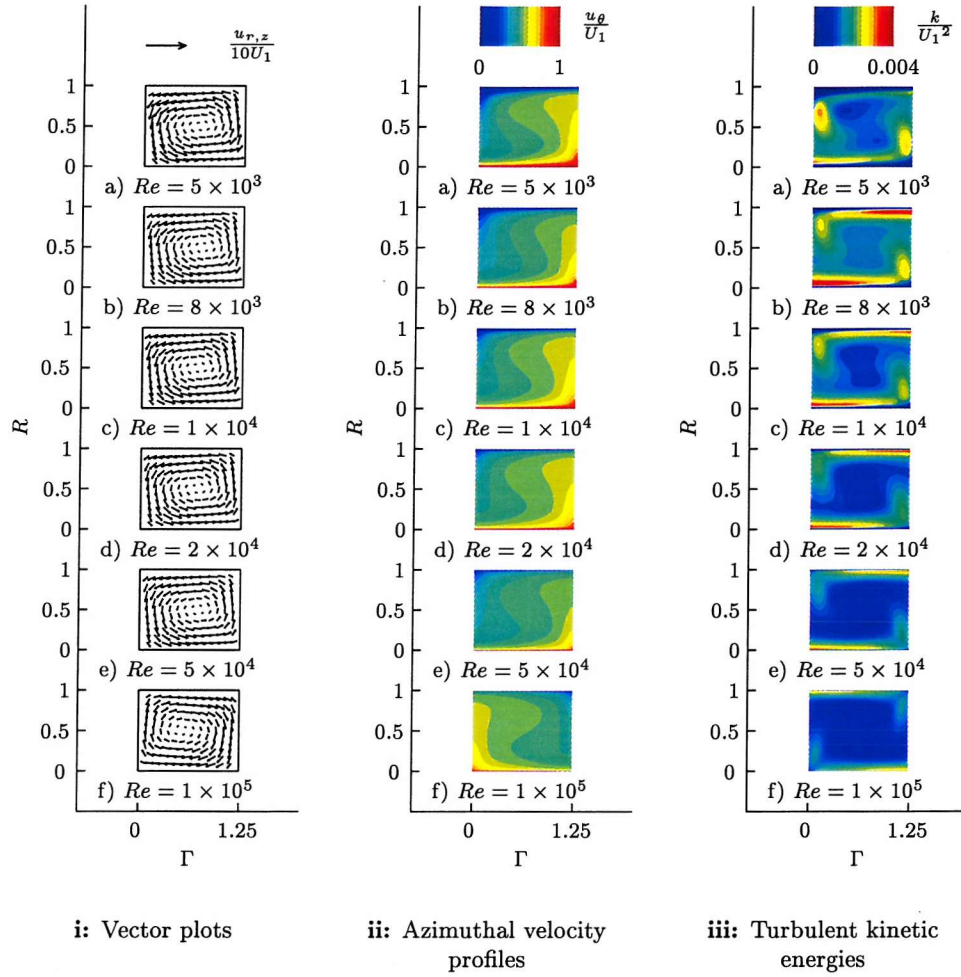 u_{r,z}/10U_1
u_θ/U_1
k/U_1^2
0 1
0 0.004
1
0.5
0
a) Re = 5 × 10^3
1
0.5
0
b) Re = 8 × 10^3
1
0.5
0
c) Re = 1 × 10^4
1
0.5
0
d) Re = 2 × 10^4
1
0.5
0
e) Re = 5 × 10^4
1
0.5
0
f) Re = 1 × 10^5
R
0 1.25
Γ
i: Vector plots
1
0.5
0
a) Re = 5 × 10^3
1
0.5
0
b) Re = 8 × 10^3
1
0.5
0
c) Re = 1 × 10^4
1
0.5
0
d) Re = 2 × 10^4
1
0.5
0
e) Re = 5 × 10^4
1
0.5
0
f) Re = 1 × 10^5
R
0 1.25
Γ
ii: Azimuthal velocity
profiles
1
0.5
0
a) Re = 5 × 10^3
1
0.5
0
b) Re = 8 × 10^3
1
0.5
0
c) Re = 1 × 10^4
1
0.5
0
d) Re = 2 × 10^4
1
0.5
0
e) Re = 5 × 10^4
1
0.5
0
f) Re = 1 × 10^5
R
0 1.25
Γ
iii: Turbulent kinetic
energies